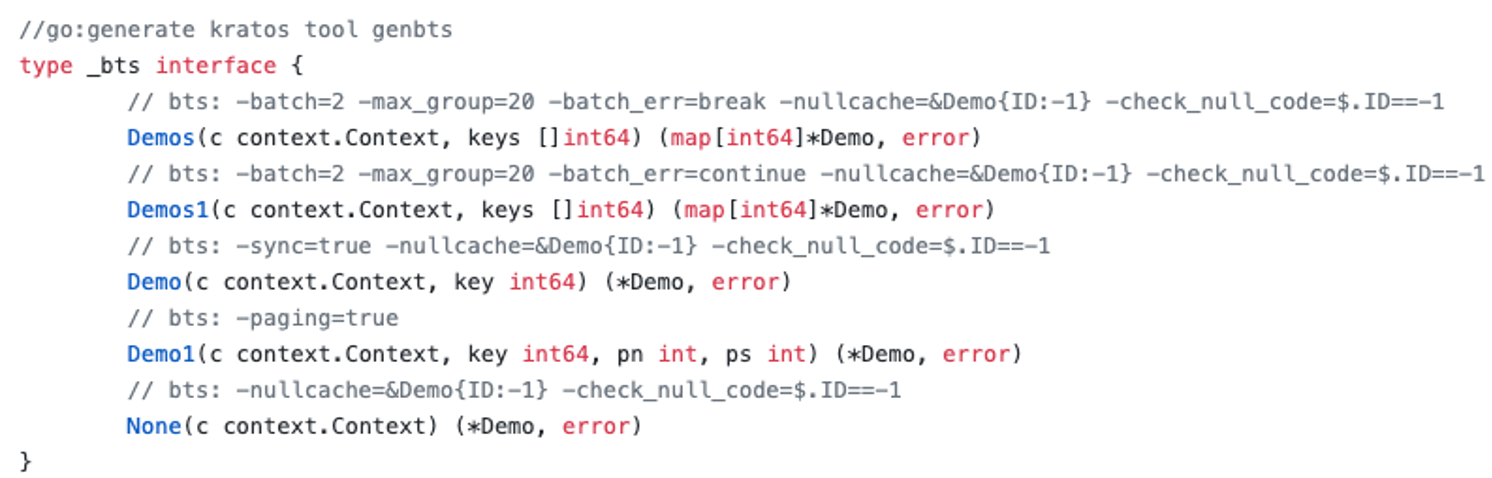 //go:generate kratos tool genbts
type _bts interface {
        // bts: -batch=2 -max_group=20 -batch_err=break -nullcache=&Demo{ID:-1} -check_null_code=$.ID==-1
        Demos(c context.Context, keys []int64) (map[int64]*Demo, error)
        // bts: -batch=2 -max_group=20 -batch_err=continue -nullcache=&Demo{ID:-1} -check_null_code=$.ID==-1
        Demos1(c context.Context, keys []int64) (map[int64]*Demo, error)
        // bts: -sync=true -nullcache=&Demo{ID:-1} -check_null_code=$.ID==-1
        Demo(c context.Context, key int64) (*Demo, error)
        // bts: -paging=true
        Demo1(c context.Context, key int64, pn int, ps int) (*Demo, error)
        // bts: -nullcache=&Demo{ID:-1} -check_null_code=$.ID==-1
        None(c context.Context) (*Demo, error)
}